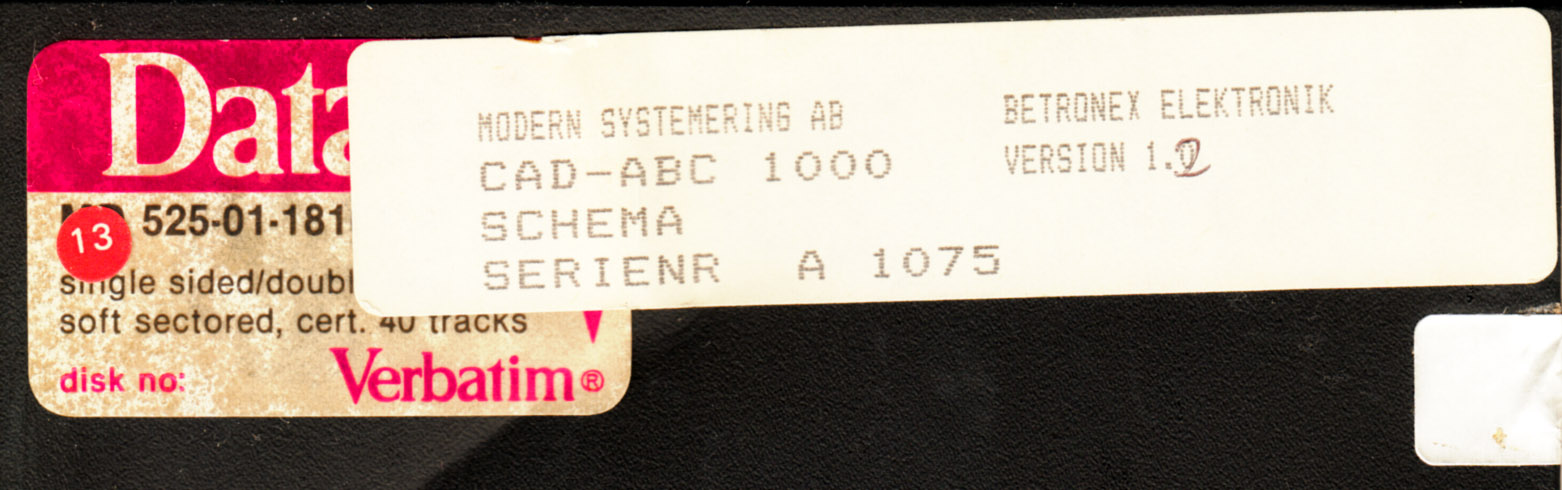 Data
525-01-181
13
single sided/doubl
soft sectored, cert. 40 tracks
disk no:
Verbatim®
MODERN SYSTEMERING AB
CAD-ABC 1000
SCHEMA
SERIENR A 1075
BETRONEX ELEKTRONIK
VERSION 1.2